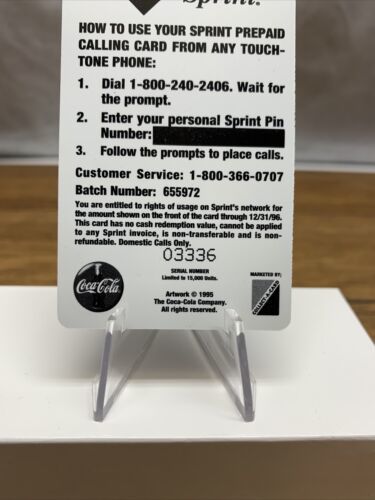 Sprint.
HOW TO USE YOUR SPRINT PREPAID
CALLING CARD FROM ANY TOUCH-
TONE PHONE:
1. Dial 1-800-240-2406. Wait for
the prompt.
2. Enter your personal Sprint Pin
Number:
3. Follow the prompts to place calls.
Customer Service: 1-800-366-0707
Batch Number: 655972
You are entitled to rights of usage on Sprint's network for
the amount shown on the front of the card through 12/31/96.
This card has no cash redemption value, cannot be applied
to any Sprint invoice, is non-transferable and is non-
refundable. Domestic Calls Only.
03336
SERIAL NUMBER
Limited to 15,000 Units.
Artwork © 1995
The Coca-Cola Company.
All rights reserved.
Coca-Cola
MARKETED BY: